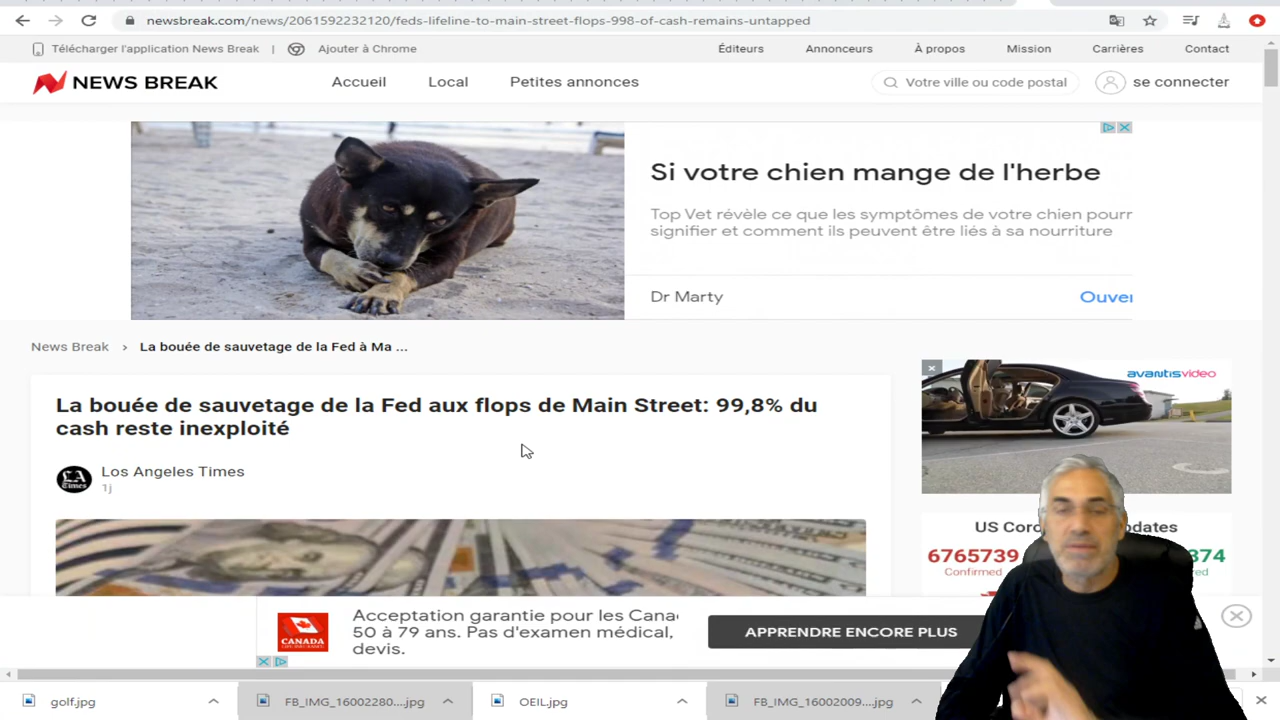 newsbreak.com/news/2061592232120/feds-lifeline-to-main-street-flops-998-of-cash-remains-untapped
Télécharger l'application News Break | Ajouter à Chrome
Éditeurs Annonceurs À propos Mission Carrières Contact
NEWS BREAK
Accueil Local Petites annonces
Votre ville ou code postal
se connecter
Si votre chien mange de l'herbe
Top Vet révèle ce que les symptômes de votre chien pourr
signifier et comment ils peuvent être liés à sa nourriture
Dr Marty
Ouver
News Break › La bouée de sauvetage de la Fed à Ma ...
avantisvideo
La bouée de sauvetage de la Fed aux flops de Main Street: 99,8% du
cash reste inexploité
LA Times
Los Angeles Times
1j
US Coro dates
6765739 374
Confirmed red
CANADA
Acceptation garantie pour les Cana
50 à 79 ans. Pas d'examen médical,
devis.
APPRENDRE ENCORE PLUS
golf.jpg
FB_IMG_16002280....jpg
OEIL.jpg
FB_IMG_16002009....jpg